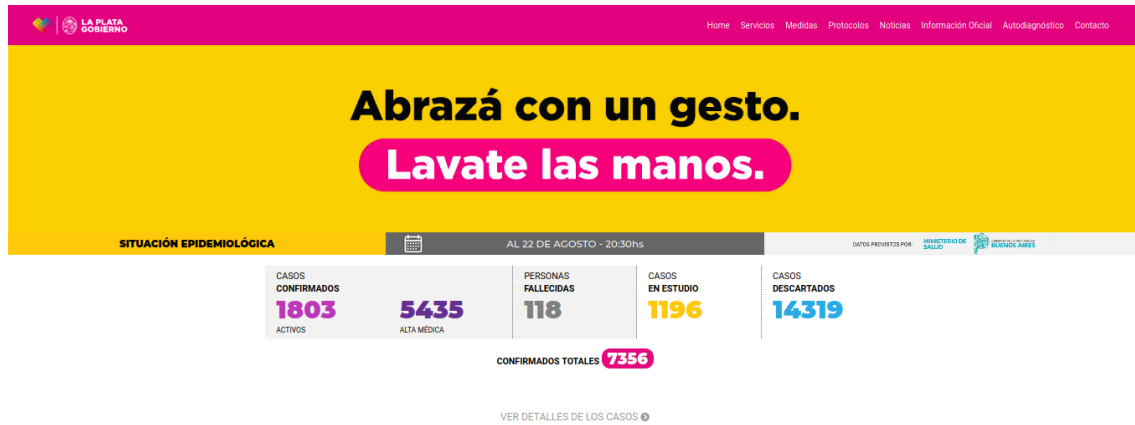 LA PLATA
GOBIERNO
Home Servicios Medidas Protocolos Noticias Información Oficial Autodiagnóstico Contacto
Abrazá con un gesto.
Lavate las manos.
SITUACIÓN EPIDEMIOLÓGICA
AL 22 DE AGOSTO - 20:30hs
DATOS PROVISTOS POR:
MINISTERIO DE
SALUD
BUENOS AIRES
CASOS
CONFIRMADOS
1803
ACTIVOS
5435
ALTA MÉDICA
PERSONAS
FALLECIDAS
118
CASOS
EN ESTUDIO
1196
CASOS
DESCARTADOS
14319
CONFIRMADOS TOTALES 7356
VER DETALLES DE LOS CASOS